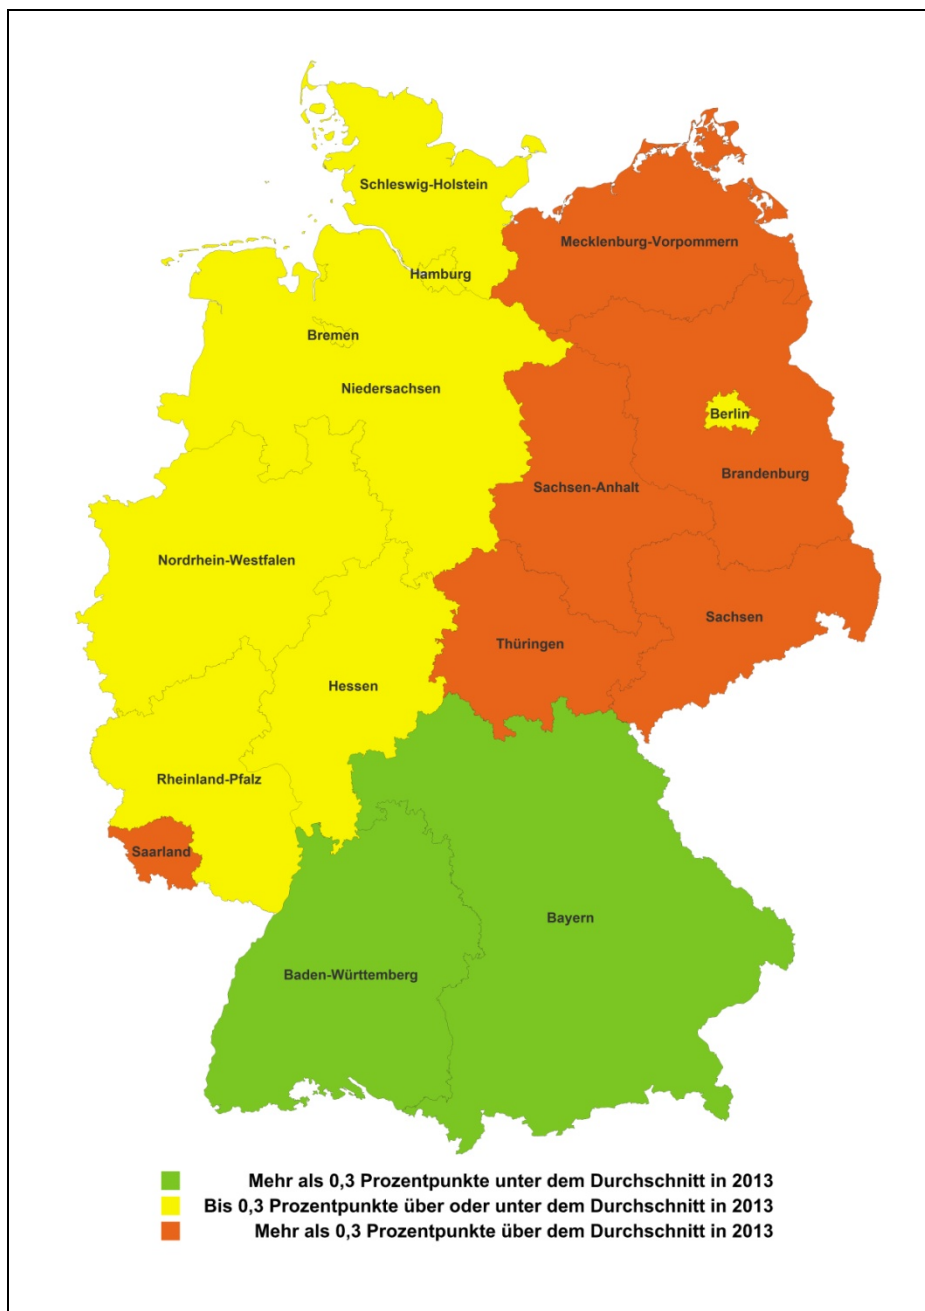 Schleswig-Holstein
Mecklenburg-Vorpommern
Hamburg
Bremen
Niedersachsen
Berlin
Brandenburg
Sachsen-Anhalt
Nordrhein-Westfalen
Sachsen
Thüringen
Hessen
Rheinland-Pfalz
Saarland
Bayern
Baden-Württemberg
Mehr als 0,3 Prozentpunkte unter dem Durchschnitt in 2013
Bis 0,3 Prozentpunkte über oder unter dem Durchschnitt in 2013
Mehr als 0,3 Prozentpunkte über dem Durchschnitt in 2013